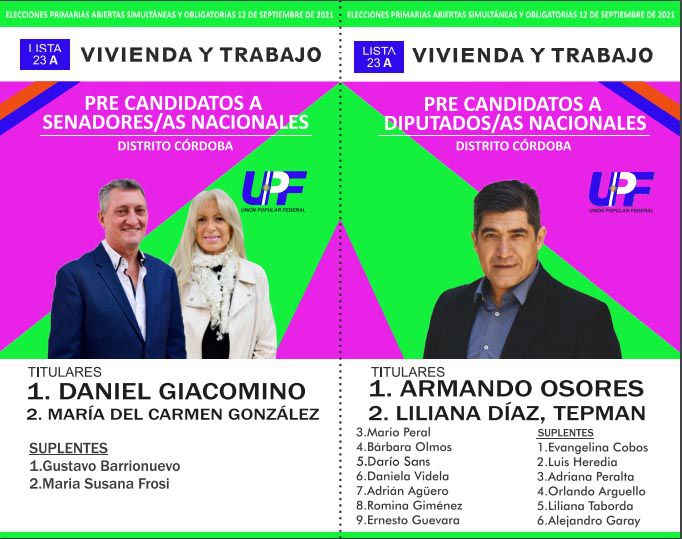 ELECCIONES PRIMARIAS ABIERTAS SIMULTÁNEAS Y OBLIGATORIAS 12 DE SEPTIEMBRE DE 2021
LISTA
23 A
VIVIENDA Y TRABAJO
PRE CANDIDATOS A
SENADORES/AS NACIONALES
DISTRITO CÓRDOBA
UPF
UNIÓN POPULAR FEDERAL
TITULARES
1. DANIEL GIACOMINO
2. MARÍA DEL CARMEN GONZÁLEZ
SUPLENTES
1.Gustavo Barrionuevo
2.Maria Susana Frosi
ELECCIONES PRIMARIAS ABIERTAS SIMULTÁNEAS Y OBLIGATORIAS 12 DE SEPTIEMBRE DE 2021
LISTA
23 A
VIVIENDA Y TRABAJO
PRE CANDIDATOS A
DIPUTADOS/AS NACIONALES
DISTRITO CÓRDOBA
UPF
UNIÓN POPULAR FEDERAL
TITULARES
1. ARMANDO OSORES
2. LILIANA DÍAZ, TEPMAN
3.Mario Peral
4.Bárbara Olmos
5.Darío Sans
6.Daniela Videla
7.Adrián Agüero
8.Romina Giménez
9.Ernesto Guevara
SUPLENTES
1.Evangelina Cobos
2.Luis Heredia
3.Adriana Peralta
4.Orlando Arguello
5.Liliana Taborda
6.Alejandro Garay